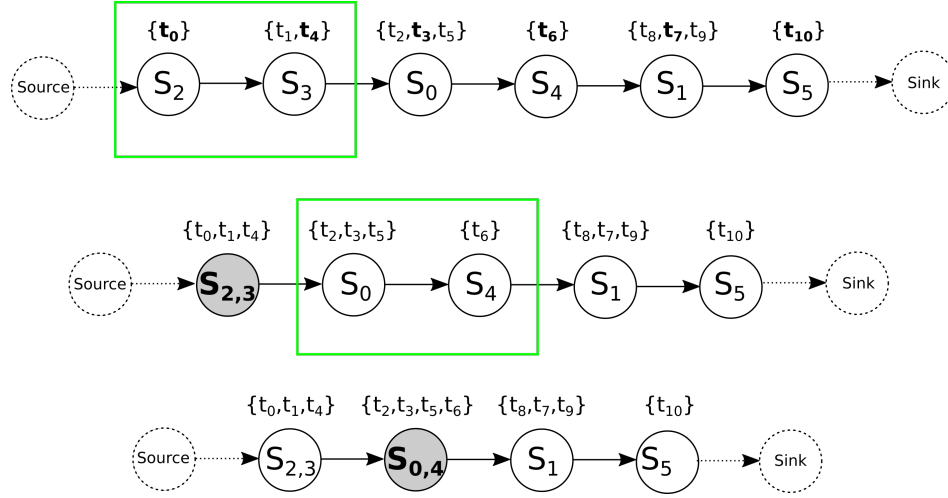 {t₀} {t₁,t₄} {t₂,t₃,t₅} {t₆} {t₈,t₇,t₉} {t₁₀}
Source S₂ S₃ S₀ S₄ S₁ S₅ Sink
{t₀,t₁,t₄} {t₂,t₃,t₅} {t₆} {t₈,t₇,t₉} {t₁₀}
Source S₂,₃ S₀ S₄ S₁ S₅ Sink
{t₀,t₁,t₄} {t₂,t₃,t₅,t₆} {t₈,t₇,t₉} {t₁₀}
Source S₂,₃ S₀,₄ S₁ S₅ Sink